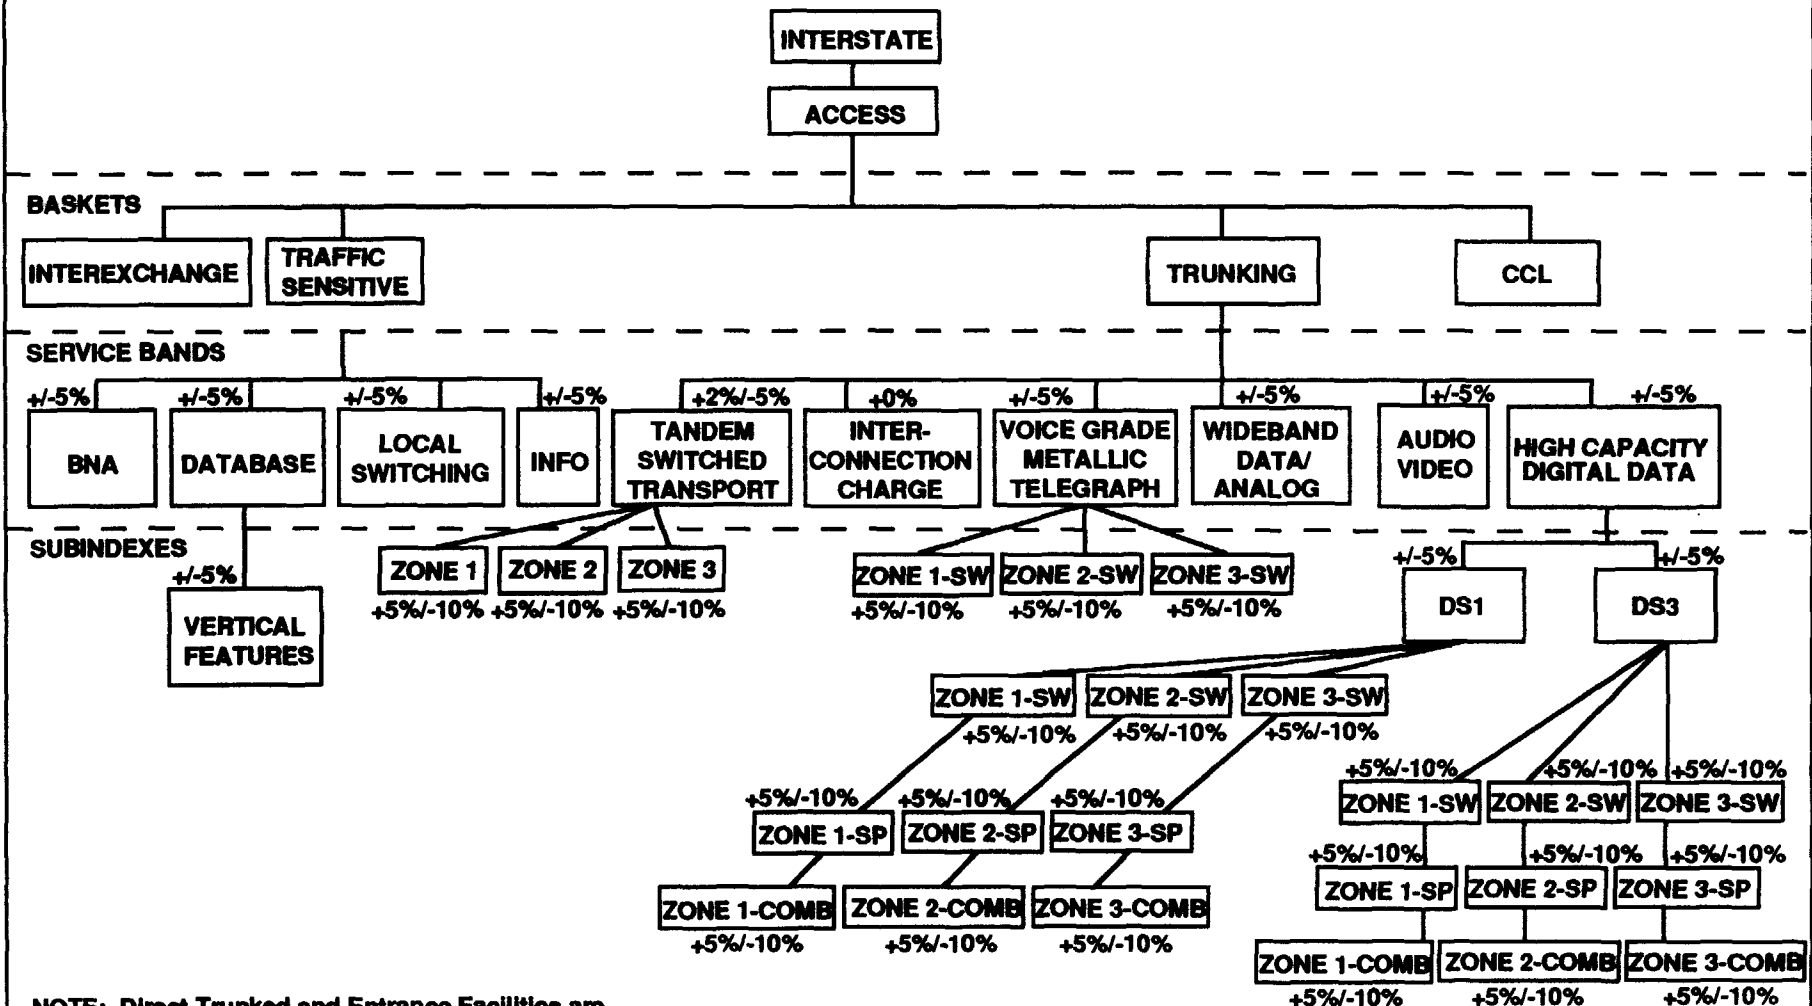 INTERSTATE
ACCESS
BASKETS
INTEREXCHANGE
TRAFFIC
SENSITIVE
TRUNKING
CCL
SERVICE BANDS
+/-5%
+/-5%
+/-5%
+/-5%
+2%/-5%
+0%
+/-5%
+/-5%
+/-5%
+/-5%
BNA
DATABASE
LOCAL
SWITCHING
INFO
TANDEM
SWITCHED
TRANSPORT
INTER-
CONNECTION
CHARGE
VOICE GRADE
METALLIC
TELEGRAPH
WIDEBAND
DATA/
ANALOG
AUDIO
VIDEO
HIGH CAPACITY
DIGITAL DATA
SUBINDEXES
+/-5%
VERTICAL
FEATURES
ZONE 1
ZONE 2
ZONE 3
+5%/-10%
+5%/-10%
+5%/-10%
ZONE 1-SW
ZONE 2-SW
ZONE 3-SW
+5%/-10%
+5%/-10%
+5%/-10%
+/-5%
+/-5%
DS1
DS3
ZONE 1-SW
ZONE 2-SW
ZONE 3-SW
+5%/-10%
+5%/-10%
+5%/-10%
+5%/-10%
+5%/-10%
+5%/-10%
ZONE 1-SP
ZONE 2-SP
ZONE 3-SP
ZONE 1-COMB
ZONE 2-COMB
ZONE 3-COMB
+5%/-10%
+5%/-10%
+5%/-10%
+5%/-10%
+5%/-10%
+5%/-10%
ZONE 1-SW
ZONE 2-SW
ZONE 3-SW
+5%/-10%
+5%/-10%
+5%/-10%
ZONE 1-SP
ZONE 2-SP
ZONE 3-SP
ZONE 1-COMB
ZONE 2-COMB
ZONE 3-COMB
+5%/-10%
+5%/-10%
+5%/-10%
NOTE: Direct Trunked and Entrance Facilities are